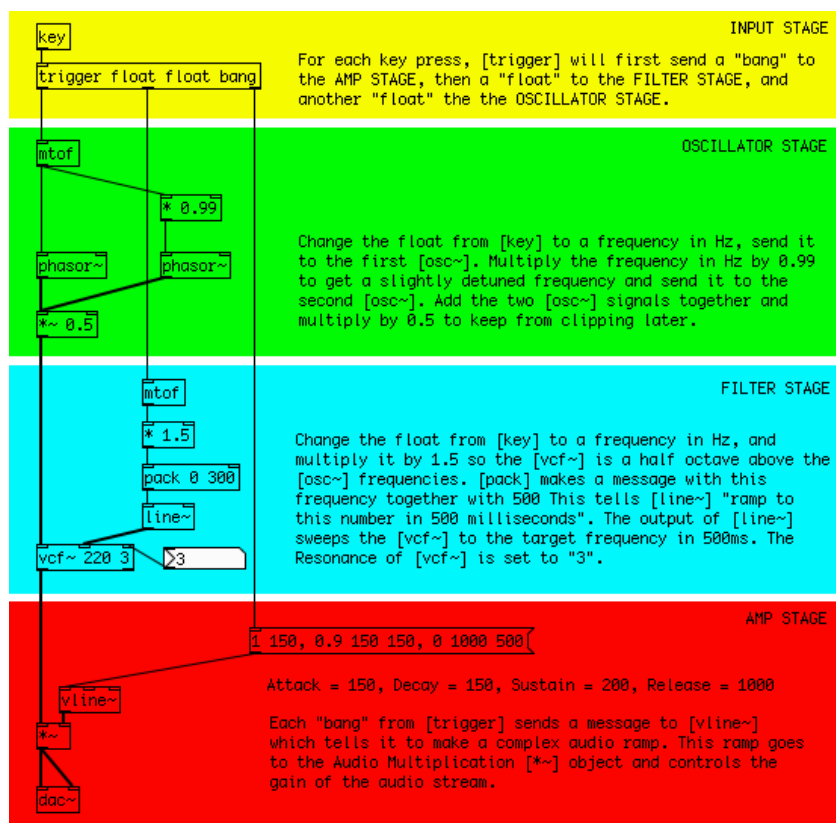 INPUT STAGE
key
trigger float float bang
For each key press, [trigger] will first send a "bang" to
the AMP STAGE, then a "float" to the FILTER STAGE, and
another "float" the the OSCILLATOR STAGE.
OSCILLATOR STAGE
mtof
* 0.99
phasor~ phasor~
*~ 0.5
Change the float from [key] to a frequency in Hz, send it
to the first [osc~]. Multiply the frequency in Hz by 0.99
to get a slightly detuned frequency and send it to the
second [osc~]. Add the two [osc~] signals together and
multiply by 0.5 to keep from clipping later.
FILTER STAGE
mtof
* 1.5
pack 0 300
line~
vcf~ 220 3
3
Change the float from [key] to a frequency in Hz, and
multiply it by 1.5 so the [vcf~] is a half octave above the
[osc~] frequencies. [pack] makes a message with this
frequency together with 500 This tells [line~] "ramp to
this number in 500 milliseconds". The output of [line~]
sweeps the [vcf~] to the target frequency in 500ms. The
Resonance of [vcf~] is set to "3".
AMP STAGE
1 150, 0.9 150 150, 0 1000 500
Attack = 150, Decay = 150, Sustain = 200, Release = 1000
vline~
*~
dac~
Each "bang" from [trigger] sends a message to [vline~]
which tells it to make a complex audio ramp. This ramp goes
to the Audio Multiplication [*~] object and controls the
gain of the audio stream.